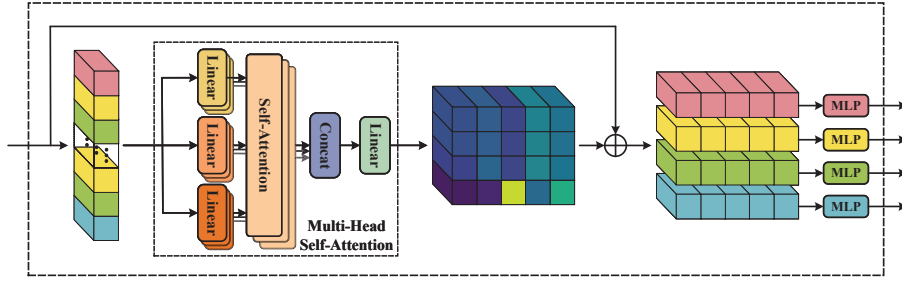 Linear
Linear
Linear
Self-Attention
Concat
Linear
Multi-Head
Self-Attention
MLP
MLP
MLP
MLP